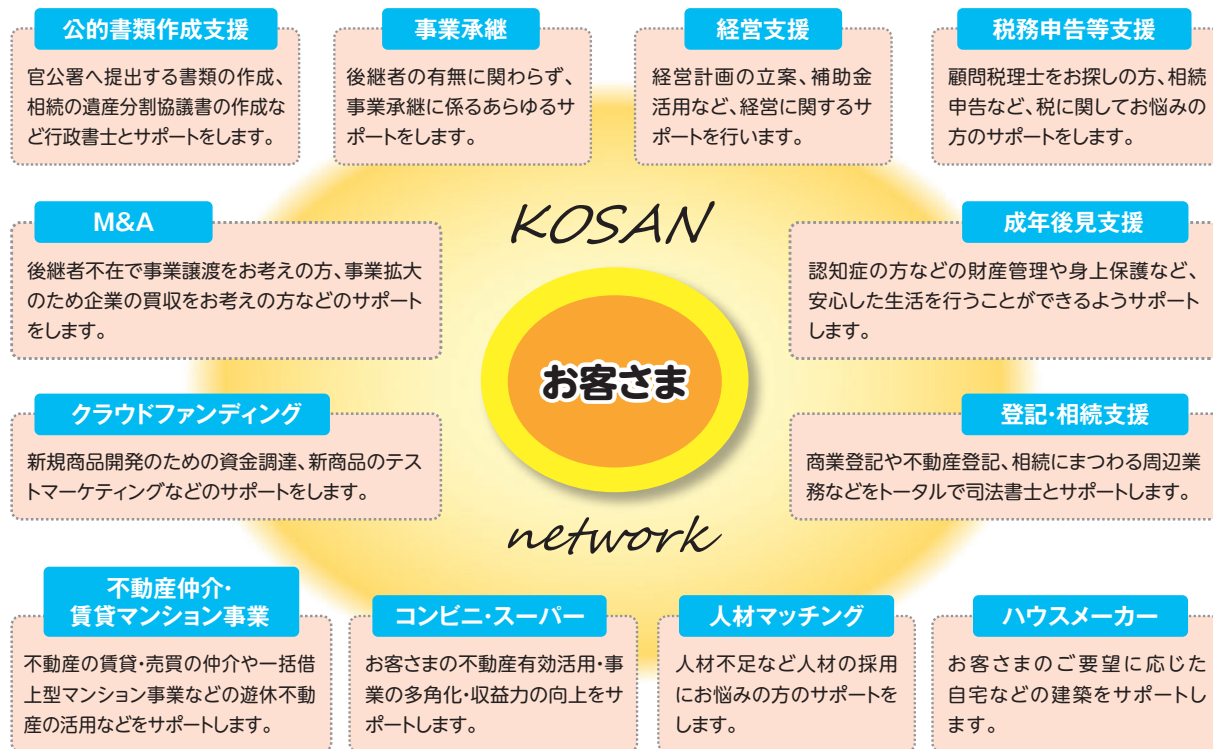 公的書類作成支援
官公署へ提出する書類の作成、
相続の遺産分割協議書の作成な
ど行政書士とサポートをします。
事業承継
後継者の有無に関わらず、
事業承継に係るあらゆるサ
ポートをします。
経営支援
経営計画の立案、補助金
活用など、経営に関するサ
ポートを行います。
税務申告等支援
顧問税理士をお探しの方、相続
申告など、税に関してお悩みの
方のサポートをします。
M&A
後継者不在で事業譲渡をお考えの方、事業拡大
のため企業の買収をお考えの方などのサポート
をします。
KOSAN
お客さま
network
成年後見支援
認知症の方などの財産管理や身上保護など、
安心した生活を行うことができるようサポート
します。
クラウドファンディング
新規商品開発のための資金調達、新商品のテス
トマーケティングなどのサポートをします。
登記・相続支援
商業登記や不動産登記、相続にまつわる周辺業
務などをトータルで司法書士とサポートします。
不動産仲介・
賃貸マンション事業
不動産の賃貸・売買の仲介や一括借
上型マンション事業などの遊休不動
産の活用などをサポートします。
コンビニ・スーパー
お客さまの不動産有効活用・事
業の多角化・収益力の向上をサ
ポートします。
人材マッチング
人材不足など人材の採用
にお悩みの方のサポートを
します。
ハウスメーカー
お客さまのご要望に応じた
自宅などの建築をサポートし
ます。